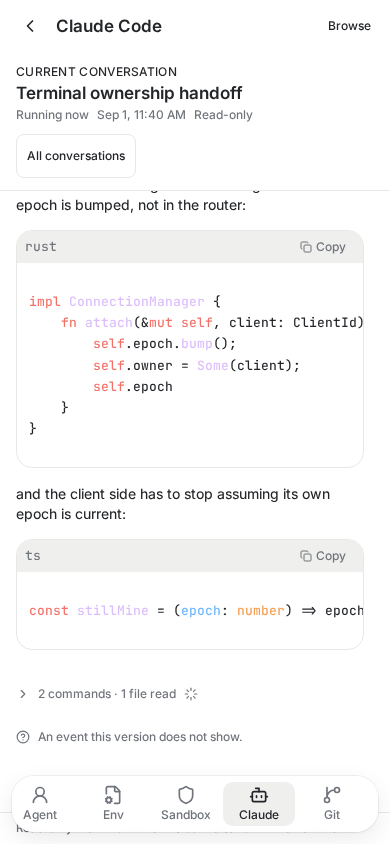 Claude Code
Browse
CURRENT CONVERSATION
Terminal ownership handoff
Running now Sep 1, 11:40 AM Read-only
All conversations
epoch is bumped, not in the router:
rust
Copy
impl ConnectionManager {
fn attach(&mut self, client: ClientId)
self.epoch.bump();
self.owner = Some(client);
self.epoch
}
}
and the client side has to stop assuming its own
epoch is current:
ts
Copy
const stillMine = (epoch: number) => epoch
2 commands · 1 file read
An event this version does not show.
Agent
Env
Sandbox
Claude
Git